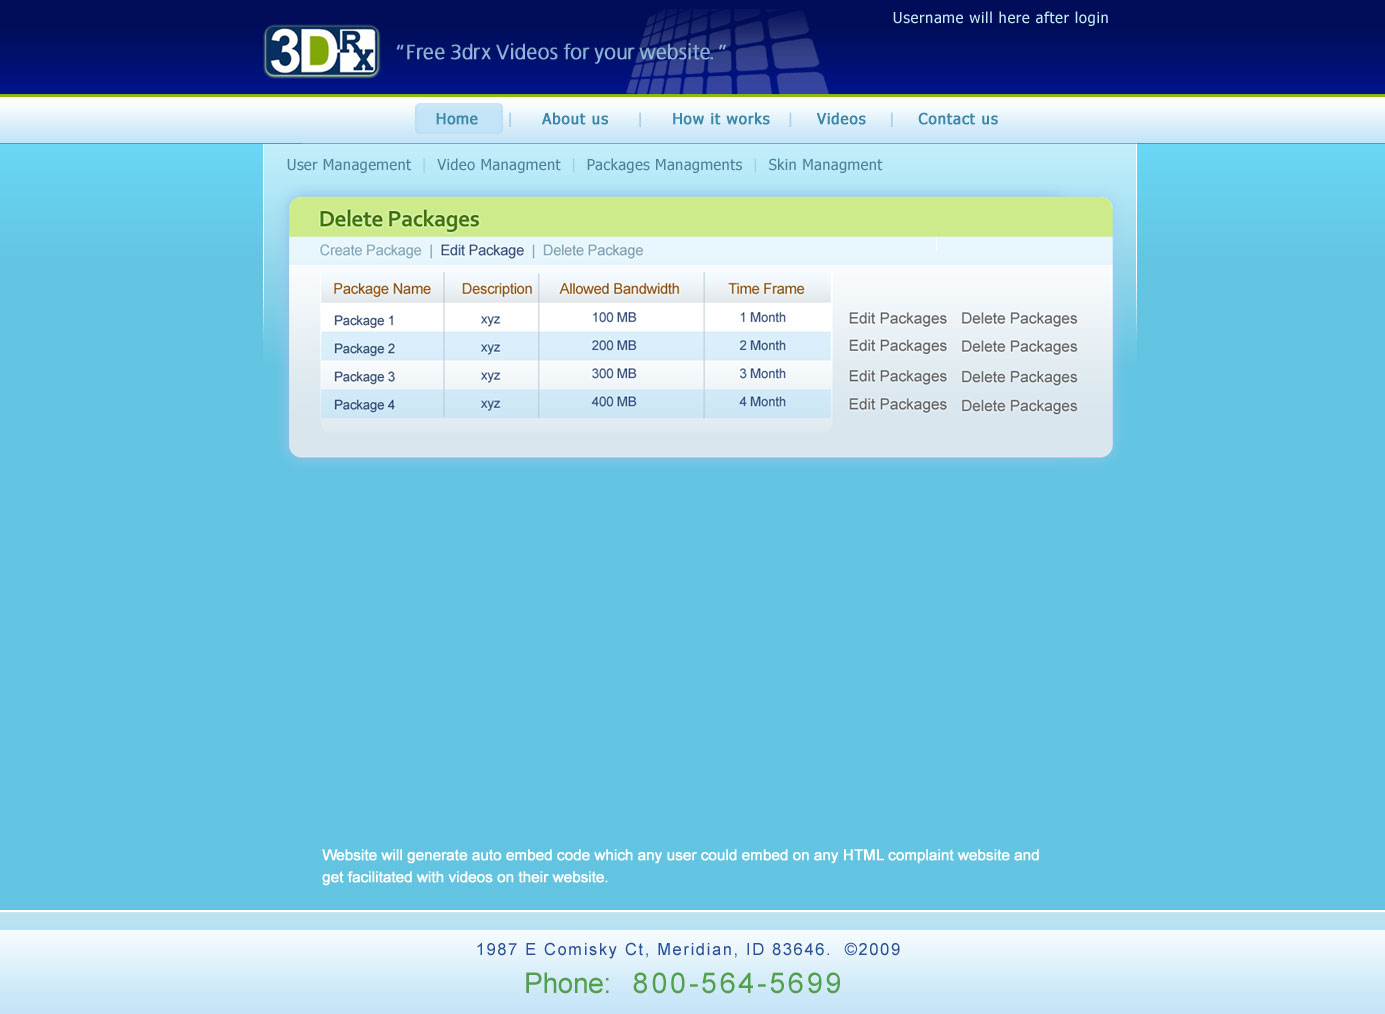 Username will here after login
3DRx
“Free 3drx Videos for your website.”
Home | About us | How it works | Videos | Contact us
User Management | Video Managment | Packages Managments | Skin Managment
Delete Packages
Create Package | Edit Package | Delete Package
Package Name Description Allowed Bandwidth Time Frame
Package 1 xyz 100 MB 1 Month Edit Packages Delete Packages
Package 2 xyz 200 MB 2 Month Edit Packages Delete Packages
Package 3 xyz 300 MB 3 Month Edit Packages Delete Packages
Package 4 xyz 400 MB 4 Month Edit Packages Delete Packages
Website will generate auto embed code which any user could embed on any HTML complaint website and
get facilitated with videos on their website.
1987 E Comisky Ct, Meridian, ID 83646. ©2009
Phone: 800-564-5699